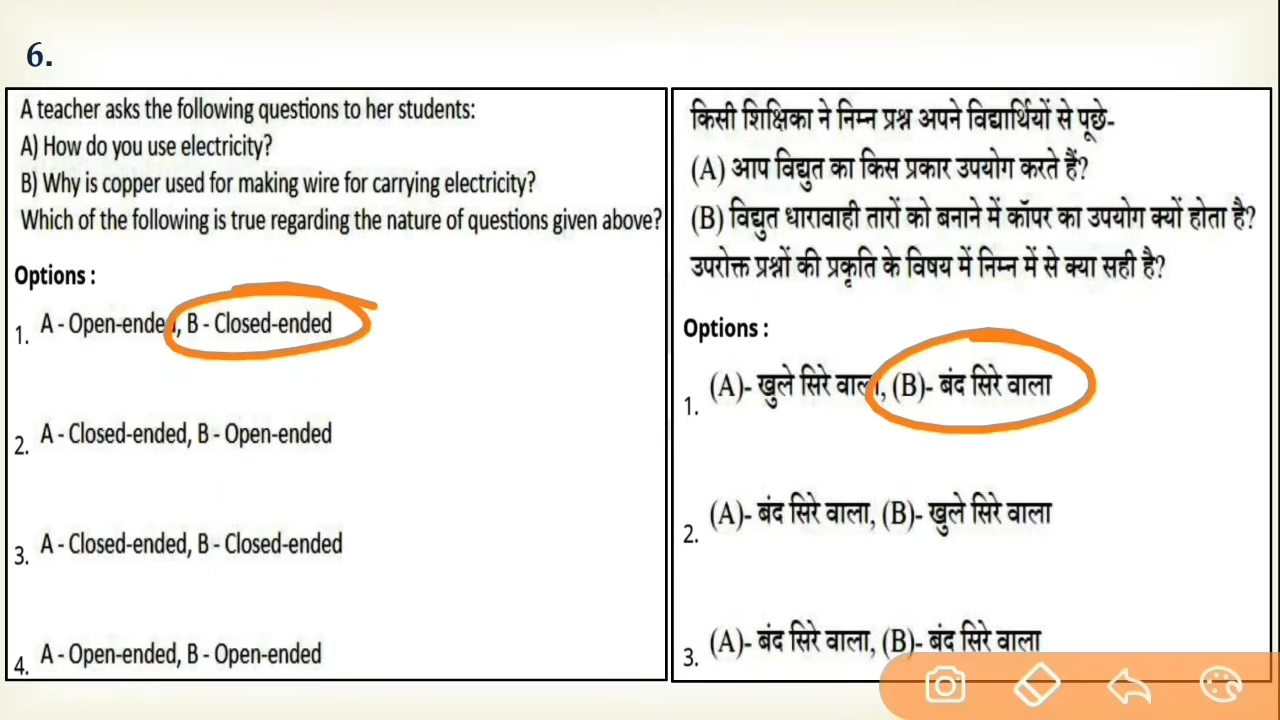 6.
A teacher asks the following questions to her students:
A) How do you use electricity?
B) Why is copper used for making wire for carrying electricity?
Which of the following is true regarding the nature of questions given above?
Options :
1. A - Open-ended, B - Closed-ended
2. A - Closed-ended, B - Open-ended
3. A - Closed-ended, B - Closed-ended
4. A - Open-ended, B - Open-ended
किसी शिक्षिका ने निम्न प्रश्न अपने विद्यार्थियों से पूछे-
(A) आप विद्युत का किस प्रकार उपयोग करते हैं?
(B) विद्युत धारावाही तारों को बनाने में कॉपर का उपयोग क्यों होता है?
उपरोक्त प्रश्नों की प्रकृति के विषय में निम्न में से क्या सही है?
Options :
1. (A)- खुले सिरे वाला, (B)- बंद सिरे वाला
2. (A)- बंद सिरे वाला, (B)- खुले सिरे वाला
3. (A)- बंद सिरे वाला, (B)- बंद सिरे वाला